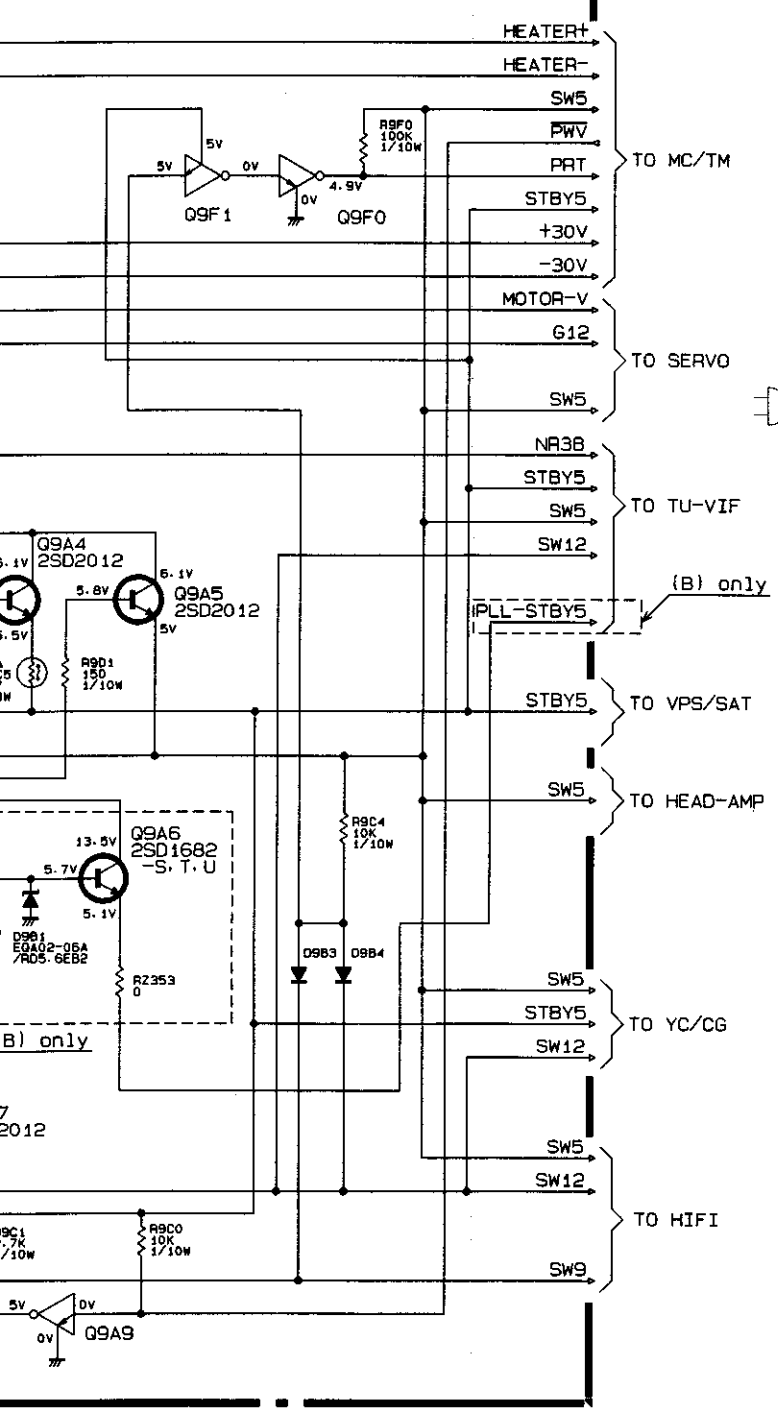 HEATER+
HEATER-
SW5
PWV
PRT
STBY5
+30V
-30V
TO MC/TM
R9F0
100K
1/10W
5V
5V
0V
0V
4.9V
Q9F1
Q9F0
MOTOR-V
G12
SW5
TO SERVO
NA3B
STBY5
SW5
SW12
PLL-STBY5
TO TU-VIF
(B) only
Q9A4
2SD2012
6.1V
5.8V
Q9A5
2SD2012
5V
R9D1
150
1/10W
STBY5
TO VPS/SAT
SW5
TO HEAD-AMP
R9C4
10K
1/10W
Q9A6
2SD1682
-S, T, U
13.5V
5.7V
5.1V
D9B1
EQA02-06A
/RD5.6EB2
RZ353
0
D9B3
D9B4
B) only
SW5
STBY5
SW12
TO YC/CG
2012
SW5
SW12
SW9
TO HIFI
9C1
.7K
/10W
R9C0
10K
1/10W
5V
0V
0V
Q9A9